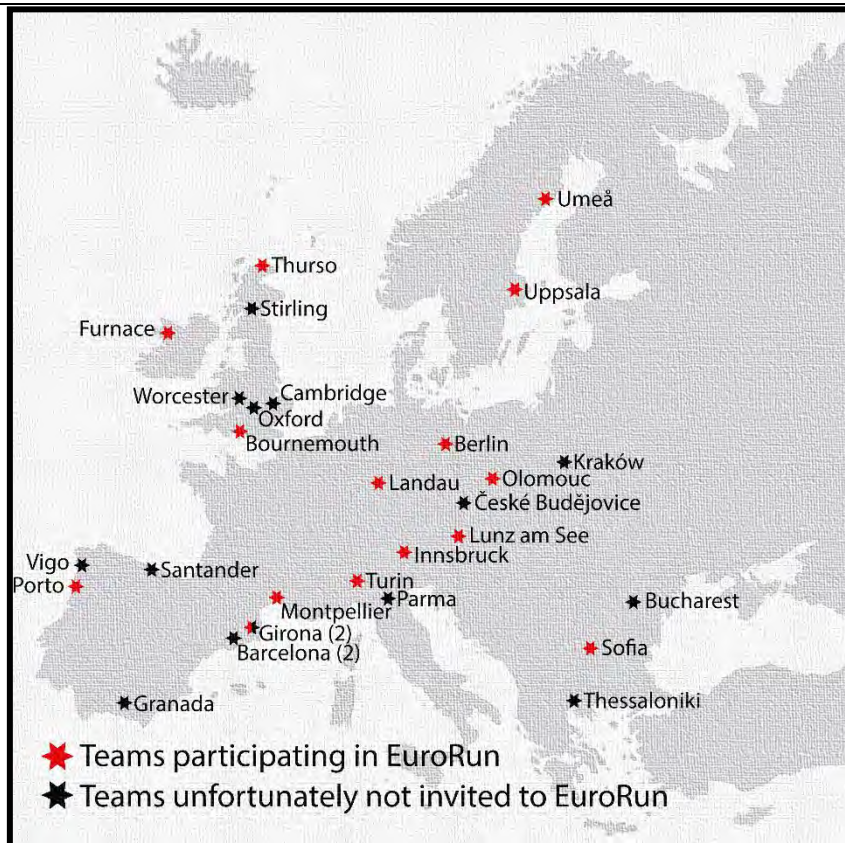 Umeå
Thurso
Uppsala
Stirling
Furnace
Worcester
Cambridge
Oxford
Bournemouth
Berlin
Kraków
Landau
Olomouc
České Budějovice
Lunz am See
Innsbruck
Vigo
Santander
Porto
Turin
Parma
Montpellier
Bucharest
Girona (2)
Barcelona (2)
Sofia
Granada
Thessaloniki
Teams participating in EuroRun
Teams unfortunately not invited to EuroRun